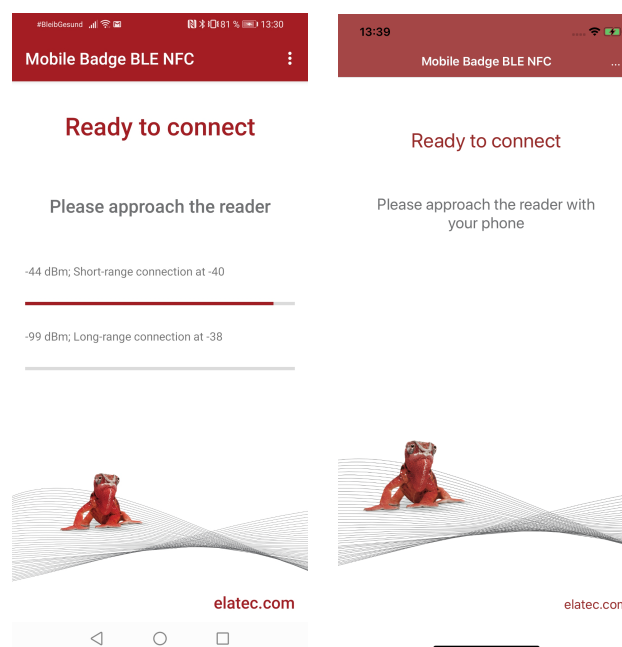 #BleibGesund
81 %
13:30
Mobile Badge BLE NFC
Ready to connect
Please approach the reader
-44 dBm; Short-range connection at -40
-99 dBm; Long-range connection at -38
elatec.com
13:39
Mobile Badge BLE NFC
...
Ready to connect
Please approach the reader with
your phone
elatec.com